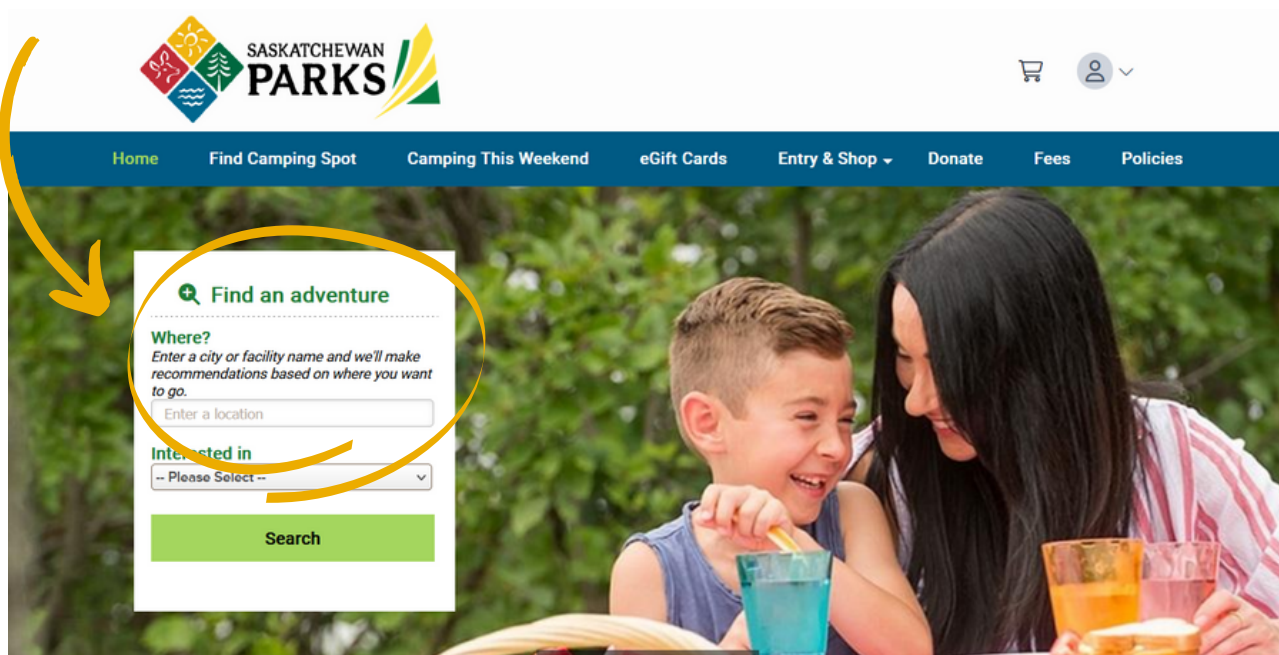 SASKATCHEWAN
PARKS
Home Find Camping Spot Camping This Weekend eGift Cards Entry & Shop Donate Fees Policies
Find an adventure
Where?
Enter a city or facility name and we'll make
recommendations based on where you want
to go.
Enter a location
Interested in
-- Please Select --
Search